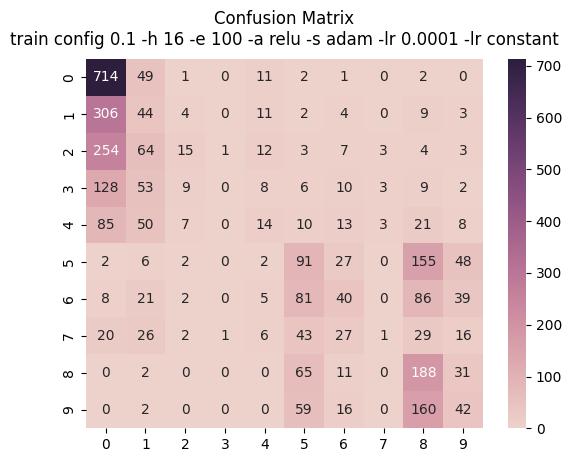 Confusion Matrix
train config 0.1 -h 16 -e 100 -a relu -s adam -lr 0.0001 -lr constant
0 714 49 1 0 11 2 1 0 2 0
1 306 44 4 0 11 2 4 0 9 3
2 254 64 15 1 12 3 7 3 4 3
3 128 53 9 0 8 6 10 3 9 2
4 85 50 7 0 14 10 13 3 21 8
5 2 6 2 0 2 91 27 0 155 48
6 8 21 2 0 5 81 40 0 86 39
7 20 26 2 1 6 43 27 1 29 16
8 0 2 0 0 0 65 11 0 188 31
9 0 2 0 0 0 59 16 0 160 42
0 1 2 3 4 5 6 7 8 9
700
600
500
400
300
200
100
0